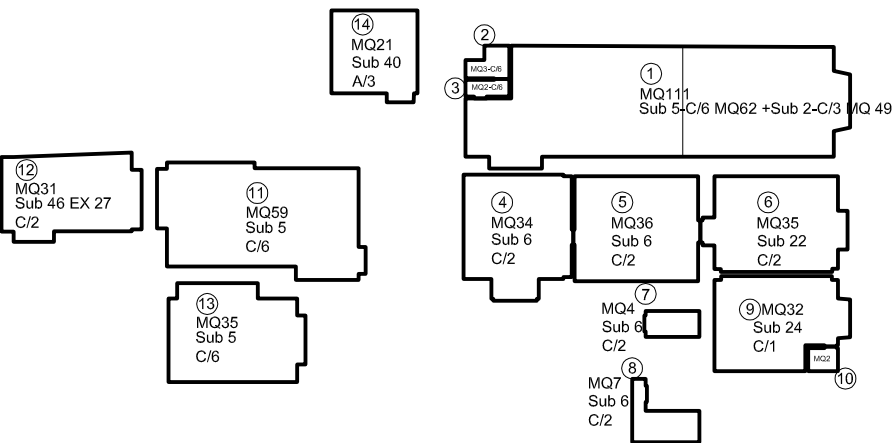 14
MQ21
Sub 40
A/3
2
MQ3-C/6
3
MQ2-C/6
1
MQ111
Sub 5-C/6 MQ62 +Sub 2-C/3 MQ 49
12
MQ31
Sub 46 EX 27
C/2
11
MQ59
Sub 5
C/6
4
MQ34
Sub 6
C/2
5
MQ36
Sub 6
C/2
6
MQ35
Sub 22
C/2
13
MQ35
Sub 5
C/6
7
MQ4
Sub 6
C/2
9 MQ32
Sub 24
C/1
MQ2
10
8
MQ7
Sub 6
C/2